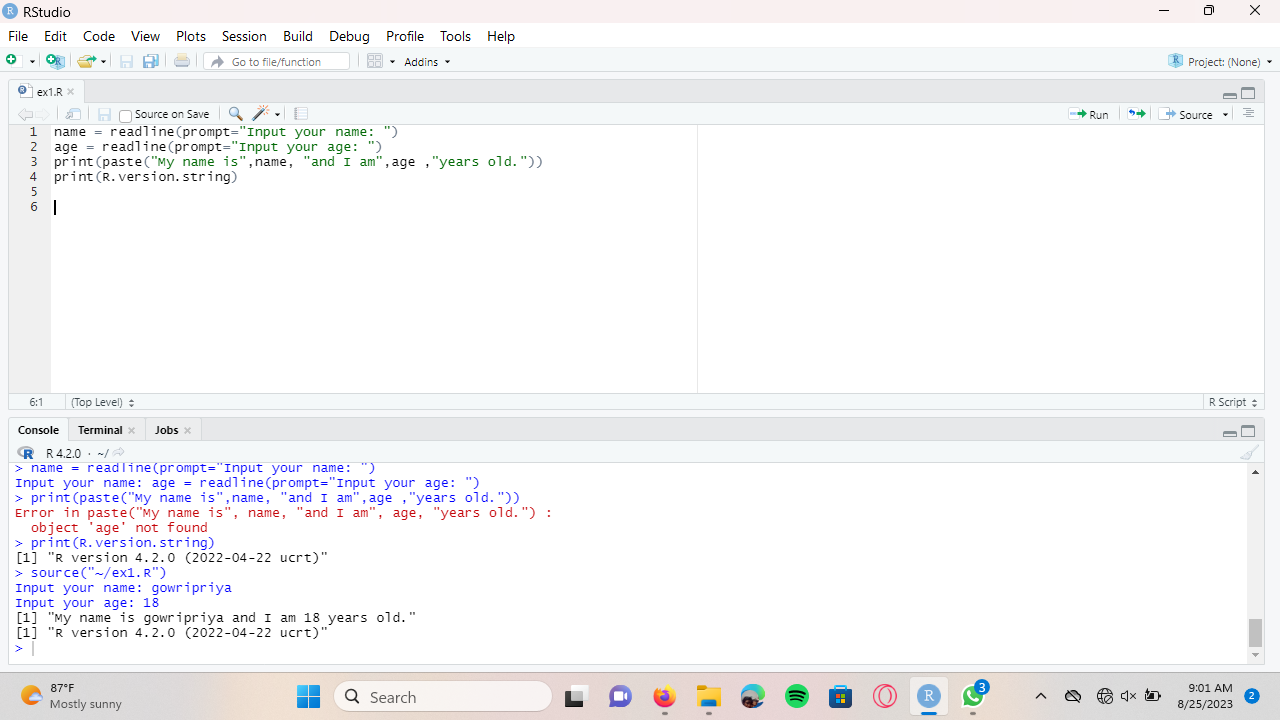 RStudio
File Edit Code View Plots Session Build Debug Profile Tools Help
Go to file/function Addins Project: (None)
ex1.R
Source on Save Run Source
1 name = readline(prompt="Input your name: ")
2 age = readline(prompt="Input your age: ")
3 print(paste("My name is",name, "and I am",age ,"years old."))
4 print(R.version.string)
5
6
6:1 (Top Level) R Script
Console Terminal Jobs
R R 4.2.0 · ~/
> name = readline(prompt="Input your name: ")
Input your name: age = readline(prompt="Input your age: ")
> print(paste("My name is",name, "and I am",age ,"years old."))
Error in paste("My name is", name, "and I am", age, "years old.") :
object 'age' not found
> print(R.version.string)
[1] "R version 4.2.0 (2022-04-22 ucrt)"
> source("~/ex1.R")
Input your name: gowripriya
Input your age: 18
[1] "My name is gowripriya and I am 18 years old."
[1] "R version 4.2.0 (2022-04-22 ucrt)"
>
87°F
Mostly sunny
Search
R
3
9:01 AM
8/25/2023
2